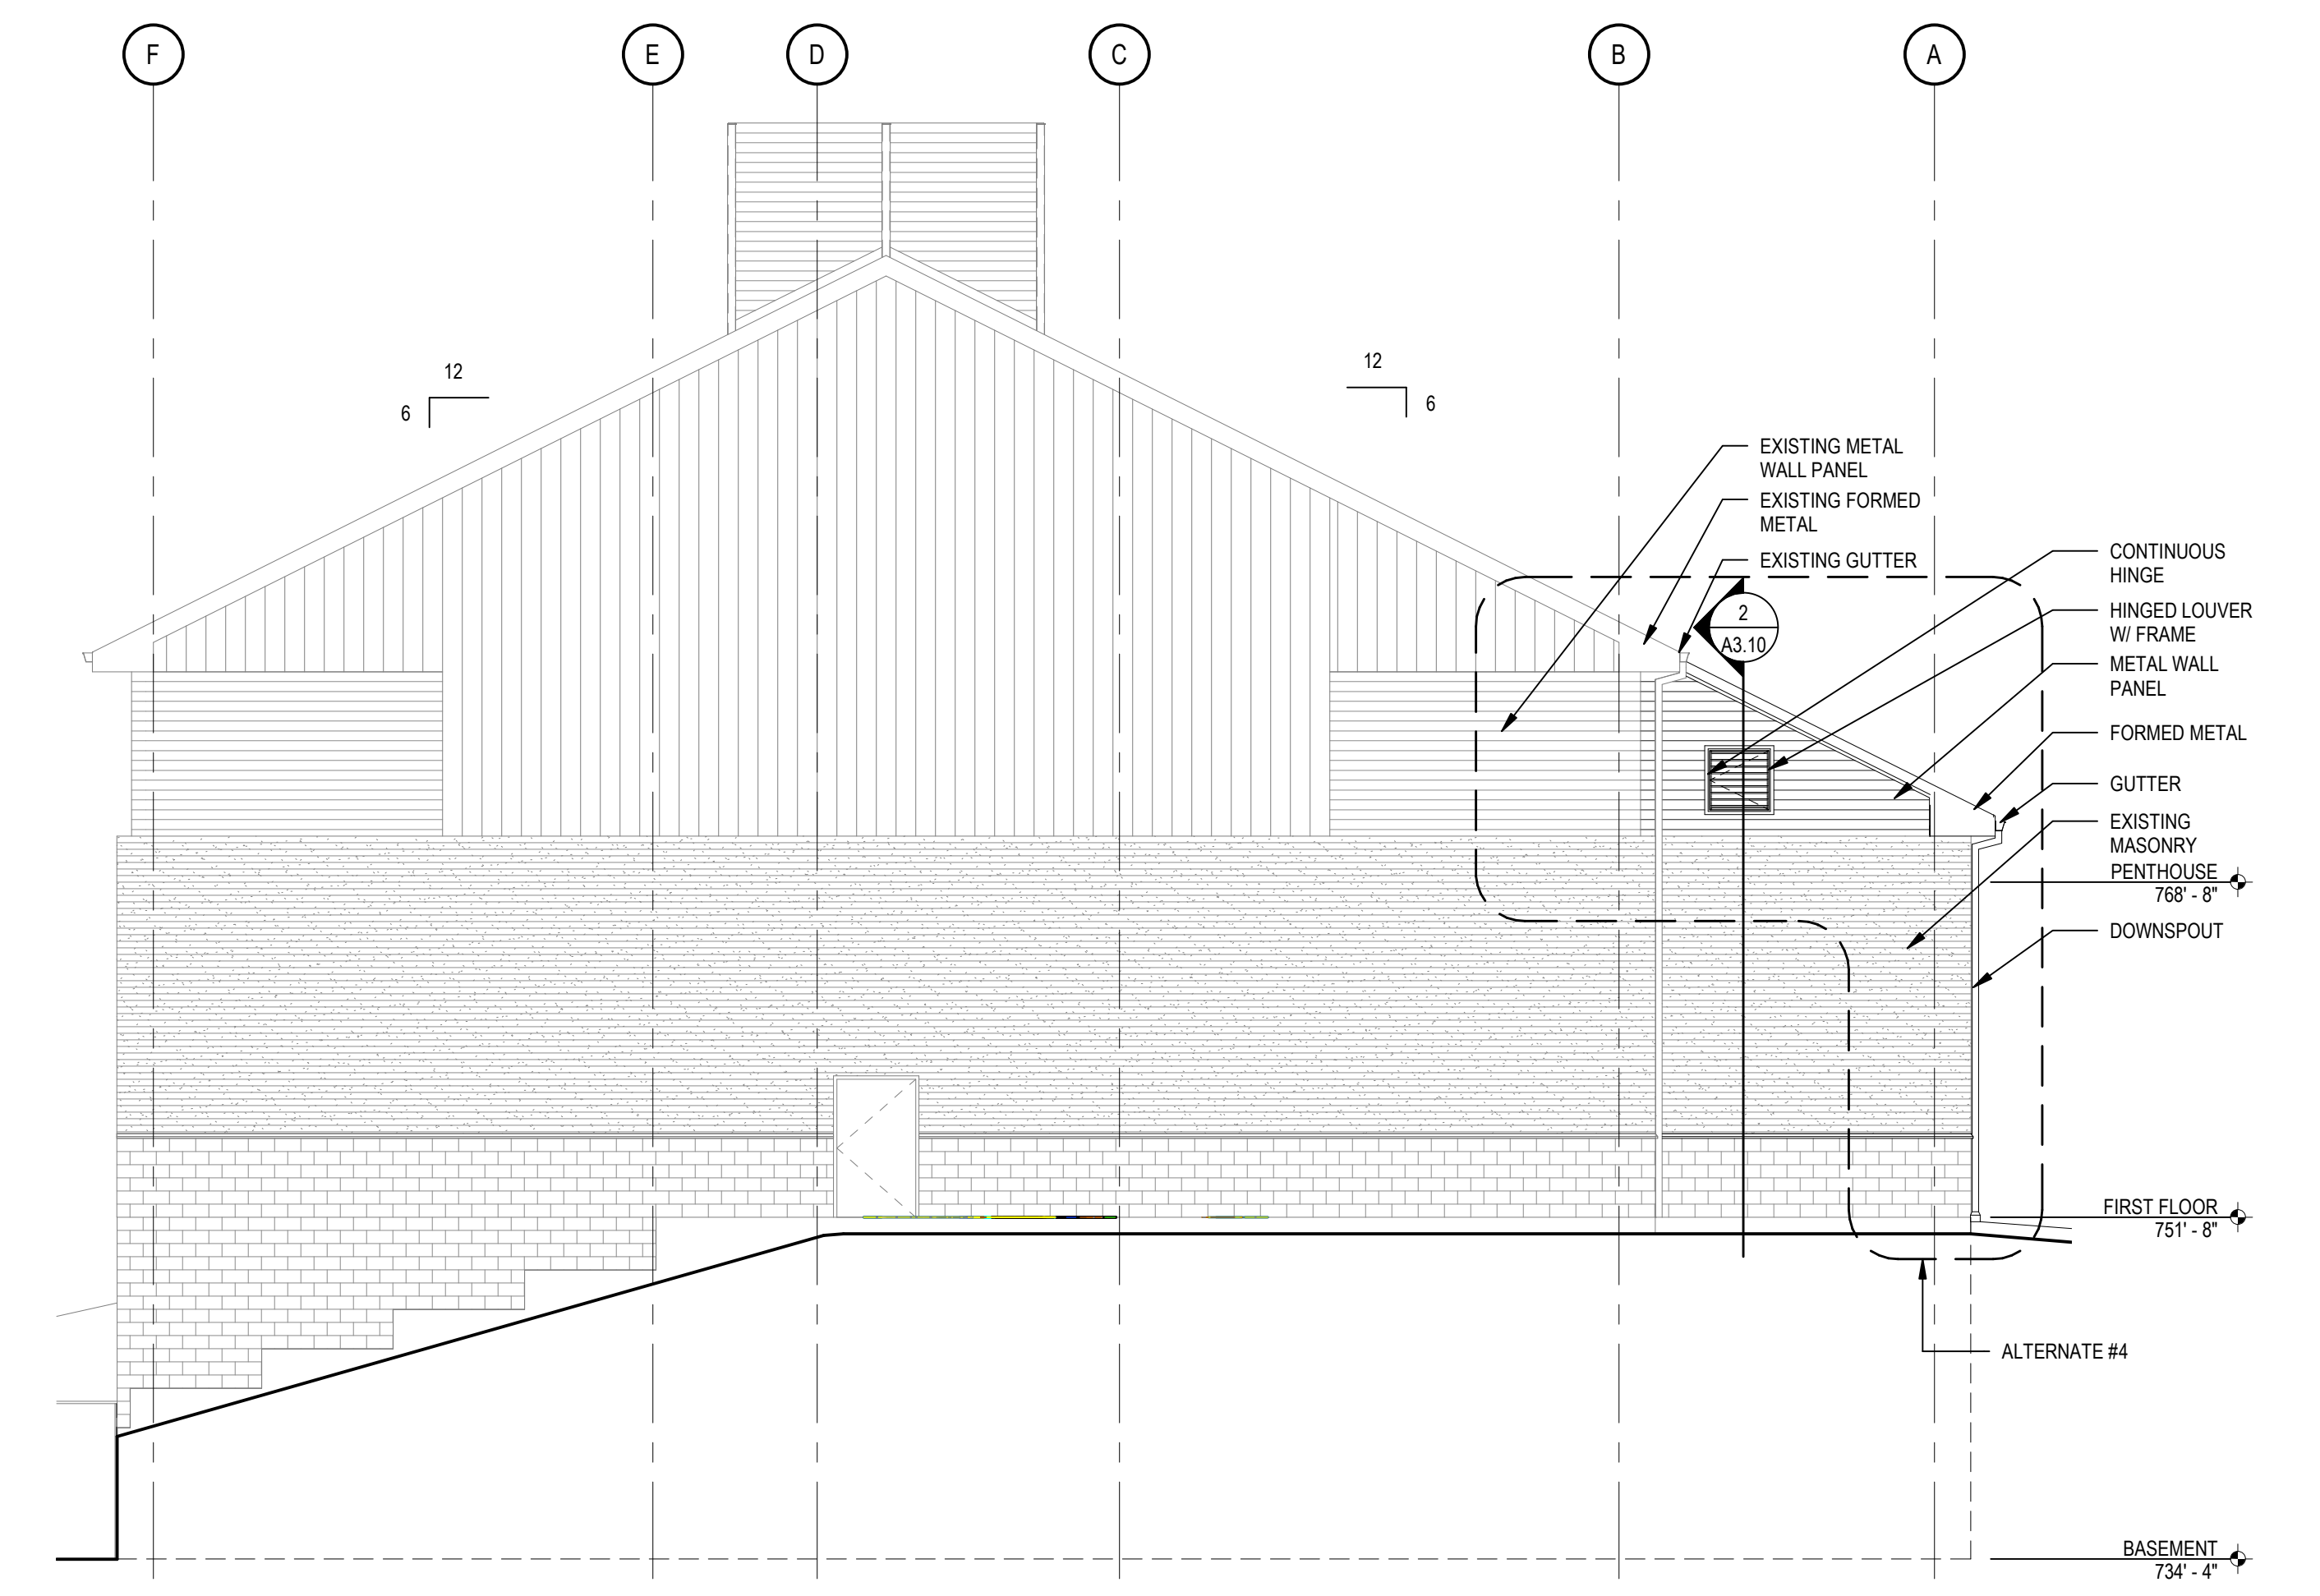 F
E
D
C
B
A
12
6
12
6
EXISTING METAL
WALL PANEL
EXISTING FORMED
METAL
EXISTING GUTTER
2
A3.10
CONTINUOUS
HINGE
HINGED LOUVER
W/ FRAME
METAL WALL
PANEL
FORMED METAL
GUTTER
EXISTING
MASONRY
PENTHOUSE
768' - 8"
DOWNSPOUT
FIRST FLOOR
751' - 8"
ALTERNATE #4
BASEMENT
734' - 4"